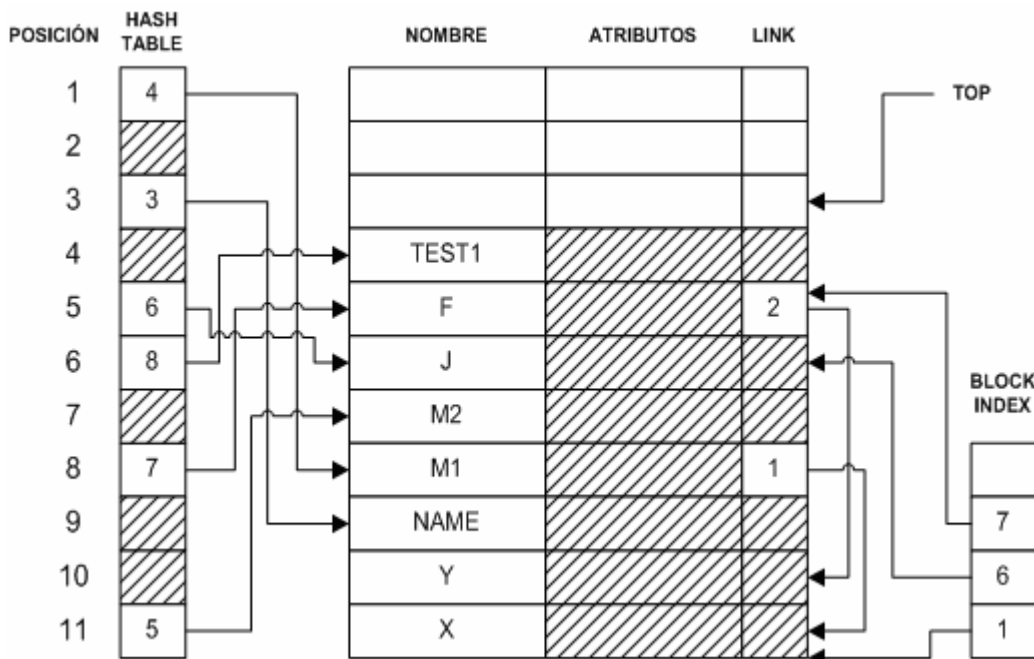 POSICIÓN HASH TABLE NOMBRE ATRIBUTOS LINK
1 4 TOP
2
3 3
4 TEST1
5 6 F 2
6 8 J
BLOCK INDEX
7 M2
8 7 M1 1
9 NAME 7
10 Y 6
11 5 X 1